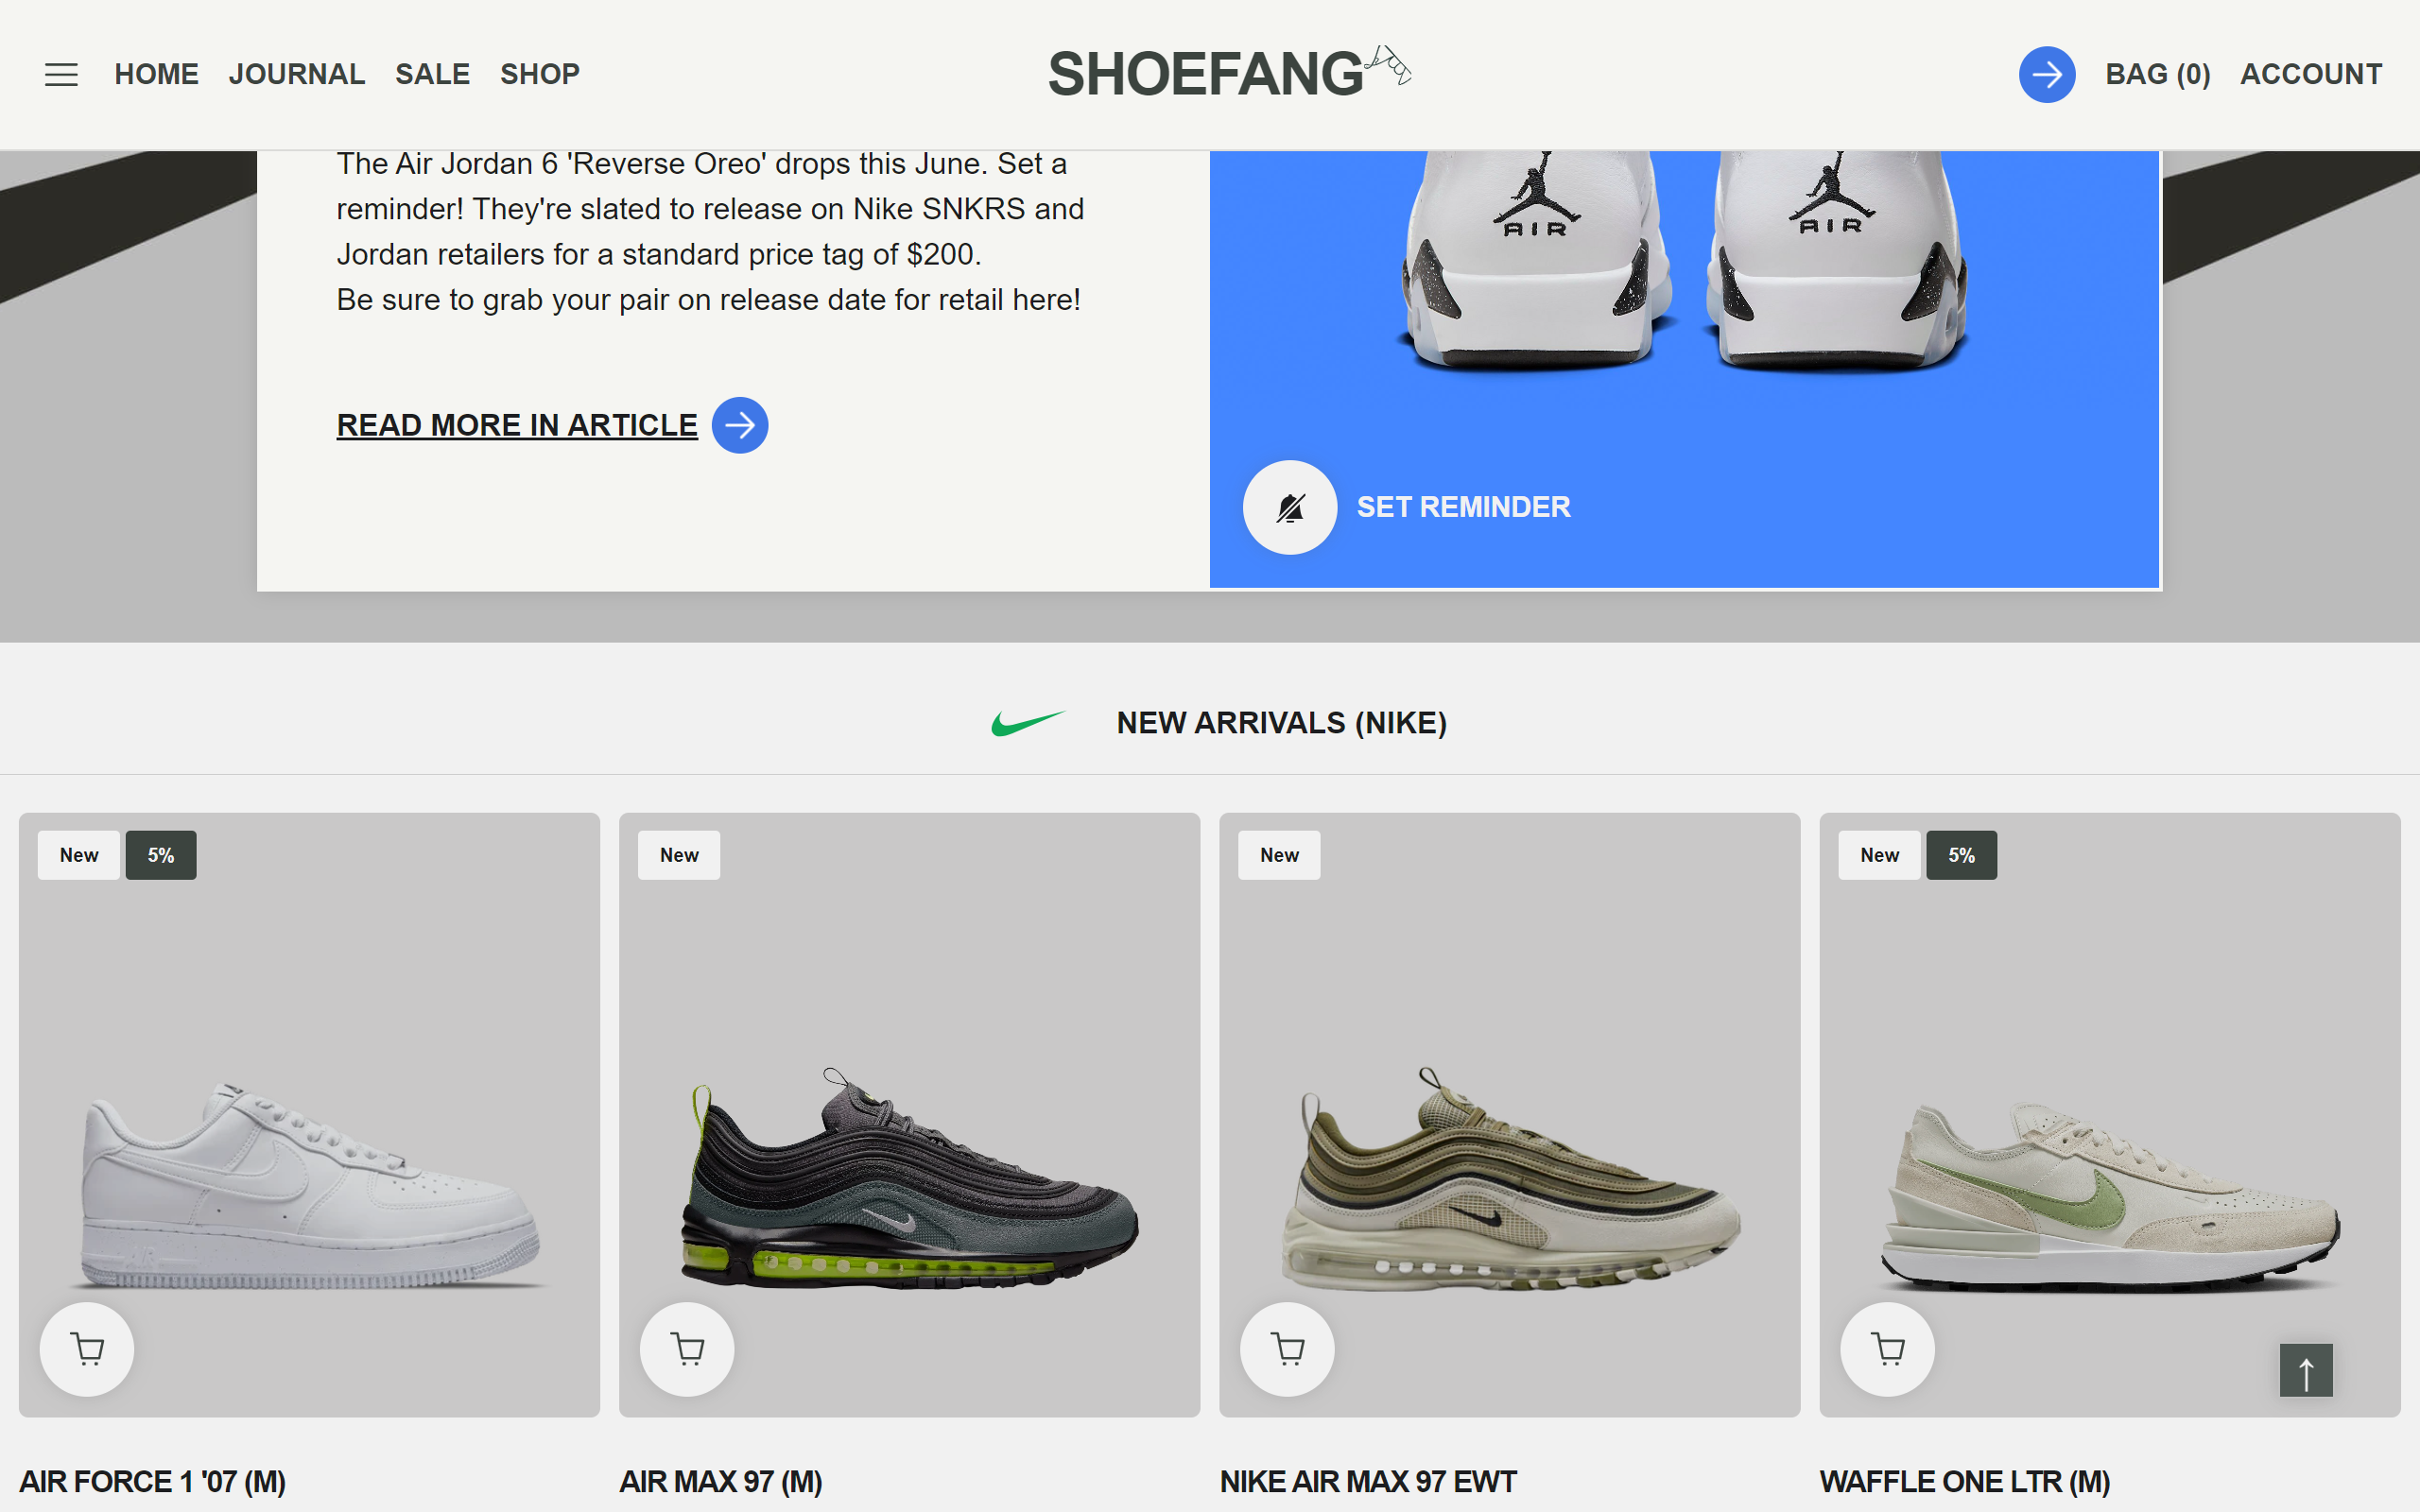 HOME JOURNAL SALE SHOP
SHOEFANG
BAG (0) ACCOUNT
The Air Jordan 6 'Reverse Oreo' drops this June. Set a
reminder! They're slated to release on Nike SNKRS and
Jordan retailers for a standard price tag of $200.
Be sure to grab your pair on release date for retail here!
READ MORE IN ARTICLE
AIR
AIR
SET REMINDER
NEW ARRIVALS (NIKE)
New 5%
New
New
New 5%
AIR
AIR FORCE 1 '07 (M)
AIR MAX 97 (M)
NIKE AIR MAX 97 EWT
WAFFLE ONE LTR (M)